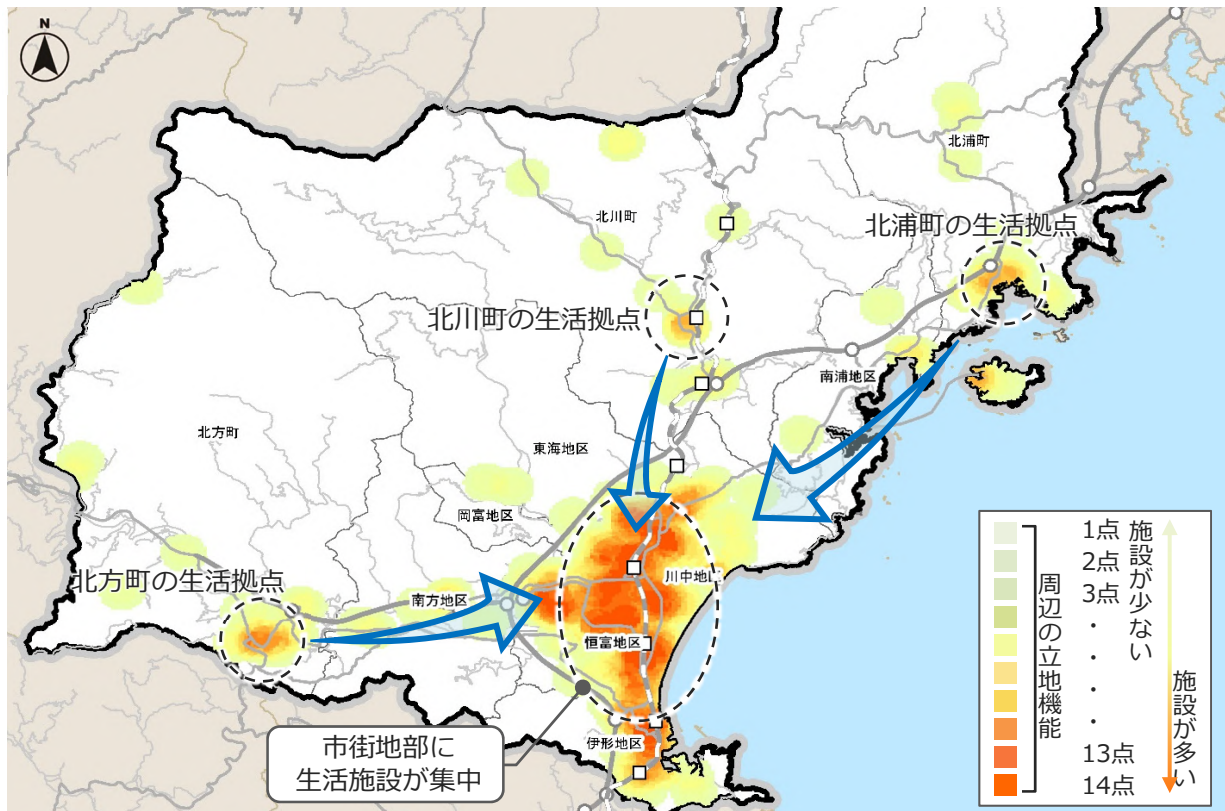 N
北浦町
北川町
北浦町の生活拠点
北川町の生活拠点
南浦地区
北方町
東海地区
岡富地区
川中地区
北方町の生活拠点
南方地区
恒富地区
伊形地区
市街地部に
生活施設が集中
周辺の立地機能
1点
2点
3点
・
・
・
・
13点
14点
施設が少ない
施設が多い